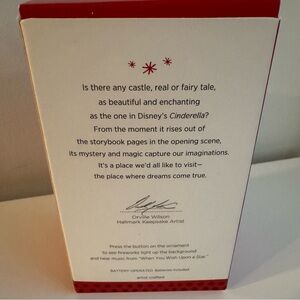 Is there any castle, real or fairy tale,
as beautiful and enchanting
as the one in Disney's Cinderella?
From the moment it rises out of
the storybook pages in the opening scene,
its mystery and magic capture our imaginations.
It's a place we'd all like to visit—
the place where dreams come true.
Orville Wilson
Hallmark Keepsake Artist
Press the button on the ornament
to see fireworks light up the background
and hear music from "When You Wish Upon a Star."
BATTERY-OPERATED. Batteries included.
artist crafted